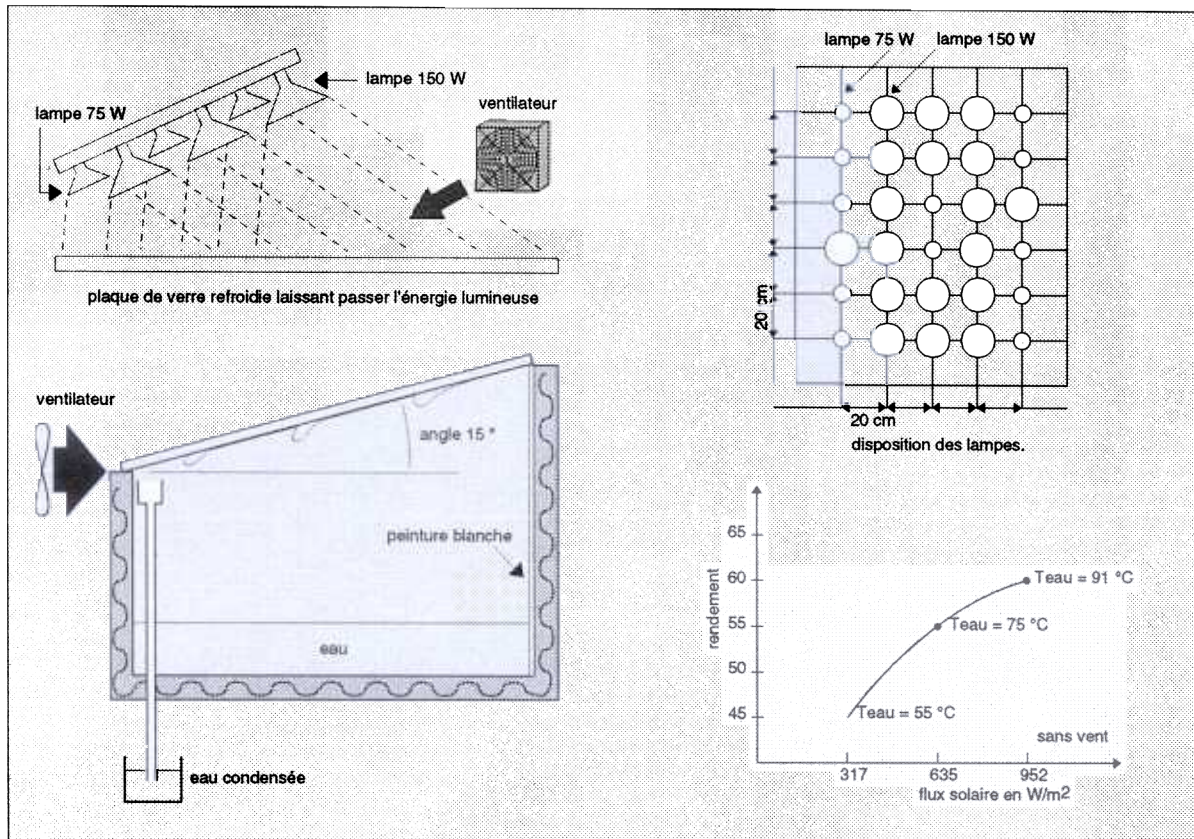 lampe 150 W
lampe 75 W
ventilateur
plaque de verre refroidie laissant passer l'énergie lumineuse
lampe 75 W
lampe 150 W
20 cm
20 cm
disposition des lampes.
ventilateur
angle 15 °
peinture blanche
eau
eau condensée
rendement
65
60
55
50
45
Teau = 91 °C
Teau = 75 °C
Teau = 55 °C
sans vent
317
635
952
flux solaire en W/m2